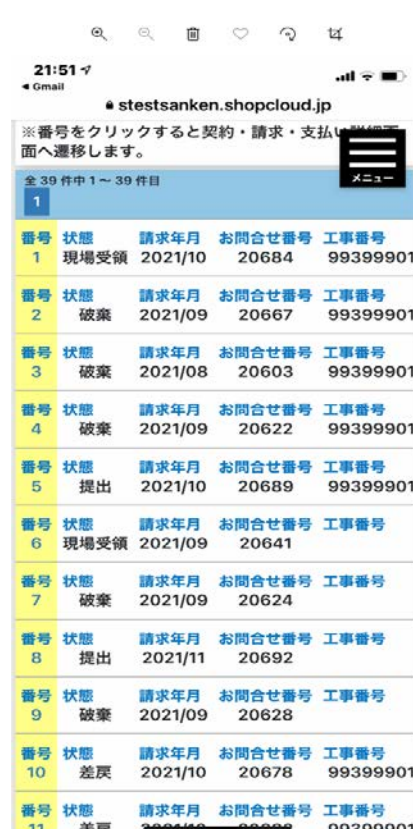 21:51
◀ Gmail
stestsanken.shopcloud.jp
※番号をクリックすると契約・請求・支払い詳細画
面へ遷移します。
メニュー
全 39 件中 1 ~ 39 件目
1
番号 状態 請求年月 お問合せ番号 工事番号
1 現場受領 2021/10 20684 99399901
番号 状態 請求年月 お問合せ番号 工事番号
2 破棄 2021/09 20667 99399901
番号 状態 請求年月 お問合せ番号 工事番号
3 破棄 2021/08 20603 99399901
番号 状態 請求年月 お問合せ番号 工事番号
4 破棄 2021/09 20622 99399901
番号 状態 請求年月 お問合せ番号 工事番号
5 提出 2021/10 20689 99399901
番号 状態 請求年月 お問合せ番号 工事番号
6 現場受領 2021/09 20641
番号 状態 請求年月 お問合せ番号 工事番号
7 破棄 2021/09 20624
番号 状態 請求年月 お問合せ番号 工事番号
8 提出 2021/11 20692
番号 状態 請求年月 お問合せ番号 工事番号
9 破棄 2021/09 20628
番号 状態 請求年月 お問合せ番号 工事番号
10 差戻 2021/10 20678 99399901
番号 状態 請求年月 お問合せ番号 工事番号
11 差戻